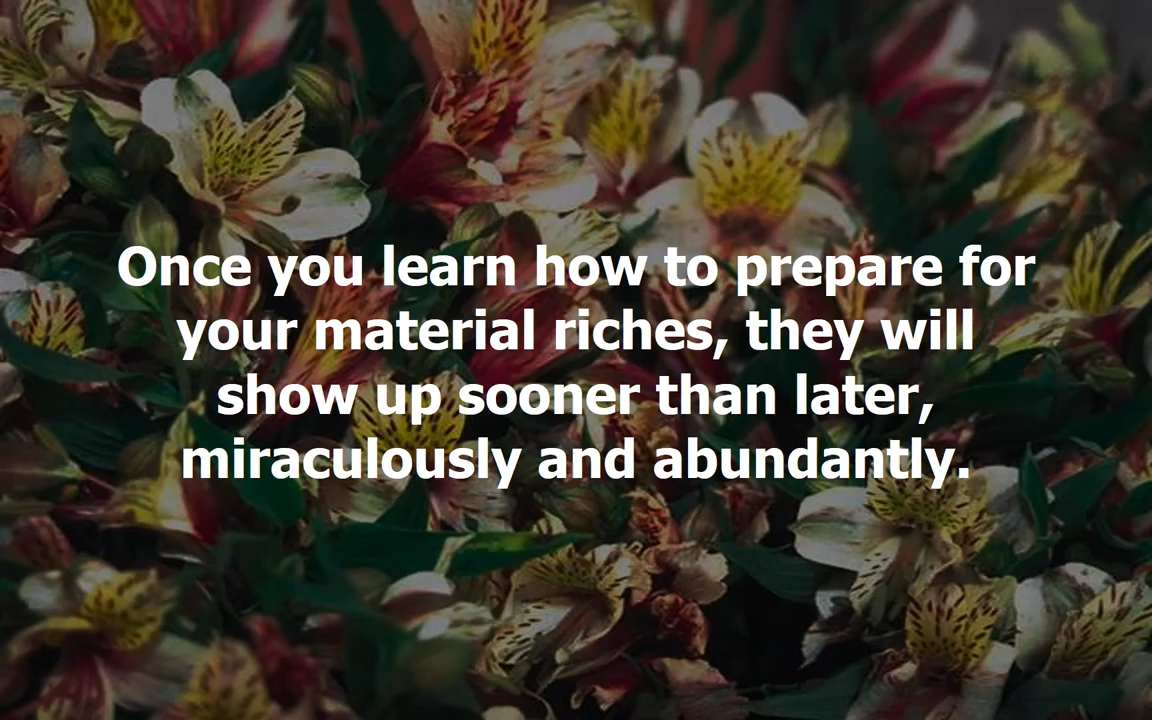 Once you learn how to prepare for
your material riches, they will
show up sooner than later,
miraculously and abundantly.